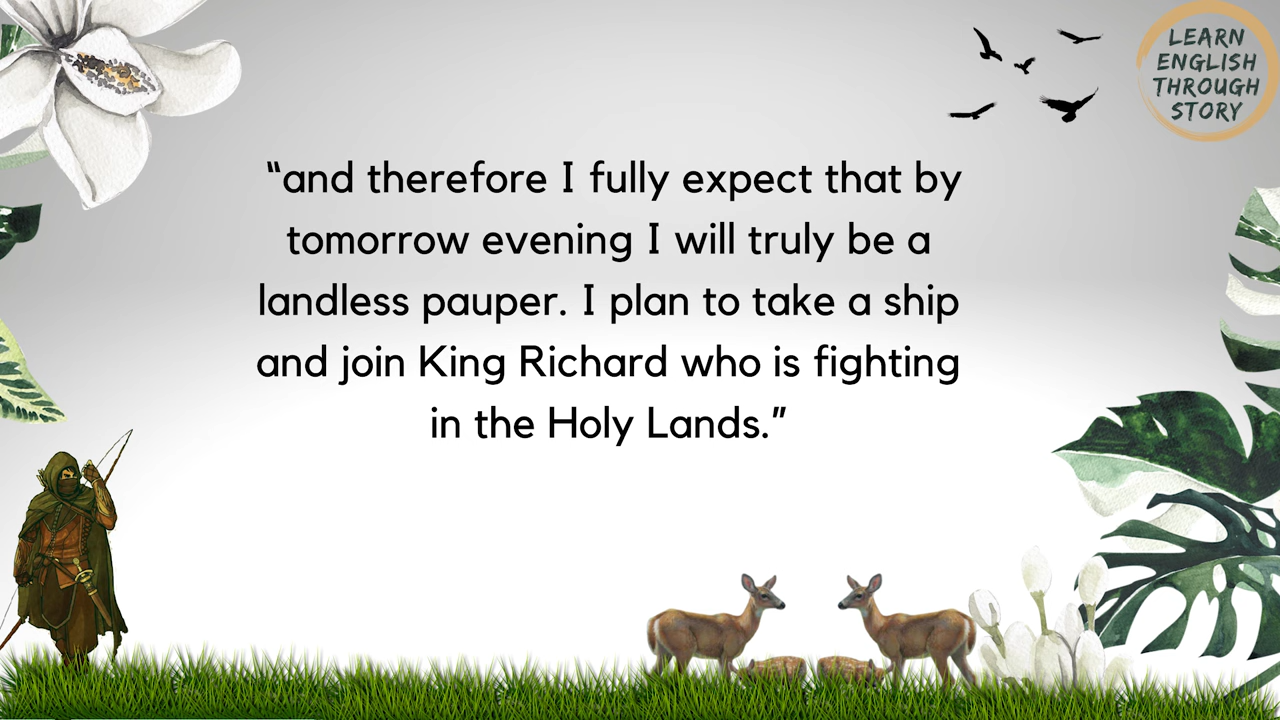 LEARN
ENGLISH
THROUGH
STORY
“and therefore I fully expect that by
tomorrow evening I will truly be a
landless pauper. I plan to take a ship
and join King Richard who is fighting
in the Holy Lands.”